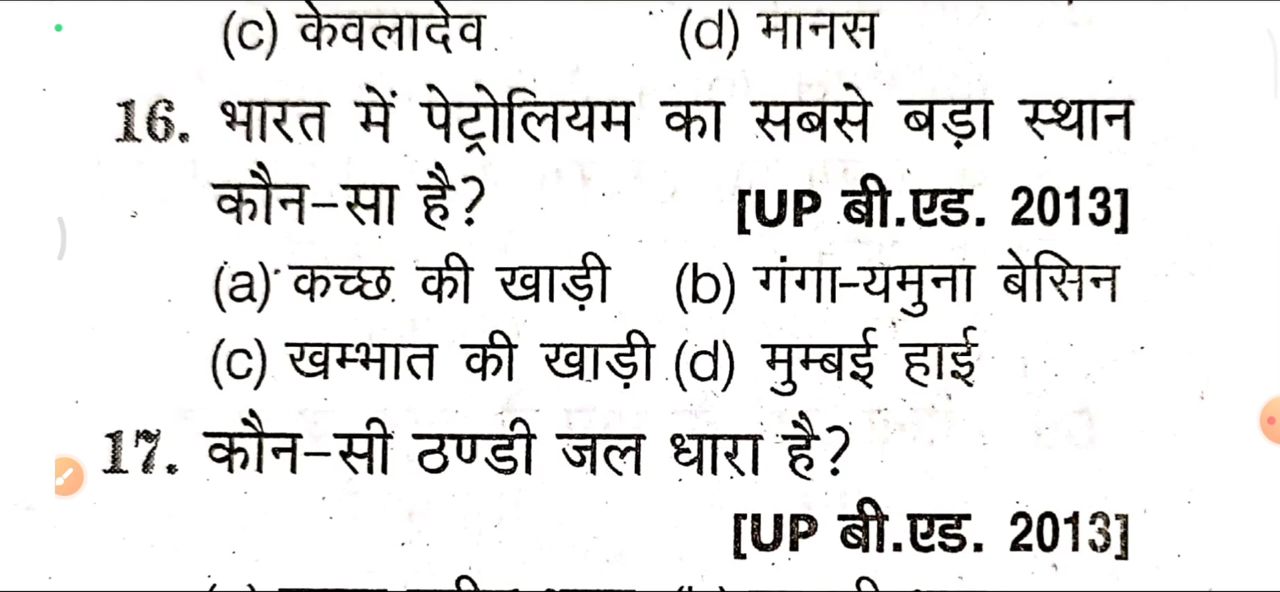 (c) केवलादेव (d) मानस
16. भारत में पेट्रोलियम का सबसे बड़ा स्थान
कौन-सा है? [UP बी.एड. 2013]
(a) कच्छ की खाड़ी (b) गंगा-यमुना बेसिन
(c) खम्भात की खाड़ी (d) मुम्बई हाई
17. कौन-सी ठण्डी जल धारा है?
[UP बी.एड. 2013]